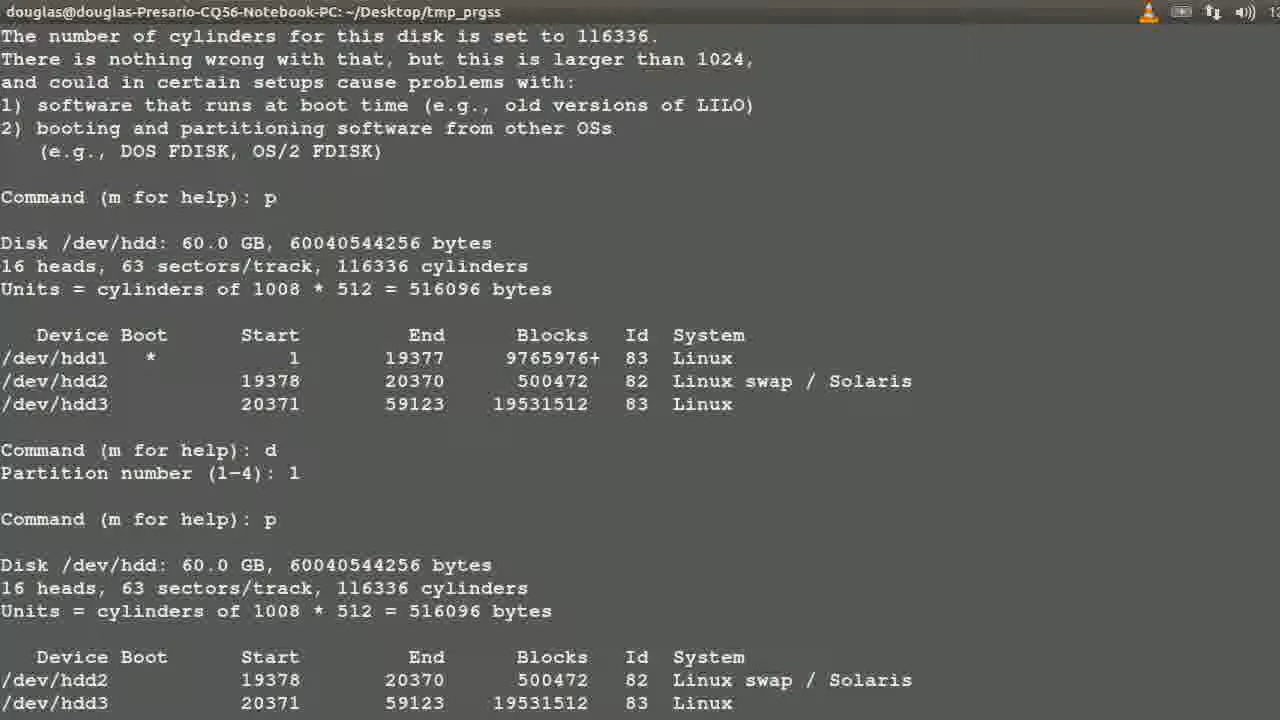 douglas@douglas-Presario-CQ56-Notebook-PC: ~/Desktop/tmp_prgss
The number of cylinders for this disk is set to 116336.
There is nothing wrong with that, but this is larger than 1024,
and could in certain setups cause problems with:
1) software that runs at boot time (e.g., old versions of LILO)
2) booting and partitioning software from other OSs
   (e.g., DOS FDISK, OS/2 FDISK)
Command (m for help): p
Disk /dev/hdd: 60.0 GB, 60040544256 bytes
16 heads, 63 sectors/track, 116336 cylinders
Units = cylinders of 1008 * 512 = 516096 bytes
   Device Boot      Start         End      Blocks   Id  System
/dev/hdd1   *           1       19377     9765976+  83  Linux
/dev/hdd2           19378       20370      500472   82  Linux swap / Solaris
/dev/hdd3           20371       59123    19531512   83  Linux
Command (m for help): d
Partition number (1-4): 1
Command (m for help): p
Disk /dev/hdd: 60.0 GB, 60040544256 bytes
16 heads, 63 sectors/track, 116336 cylinders
Units = cylinders of 1008 * 512 = 516096 bytes
   Device Boot      Start         End      Blocks   Id  System
/dev/hdd2           19378       20370      500472   82  Linux swap / Solaris
/dev/hdd3           20371       59123    19531512   83  Linux